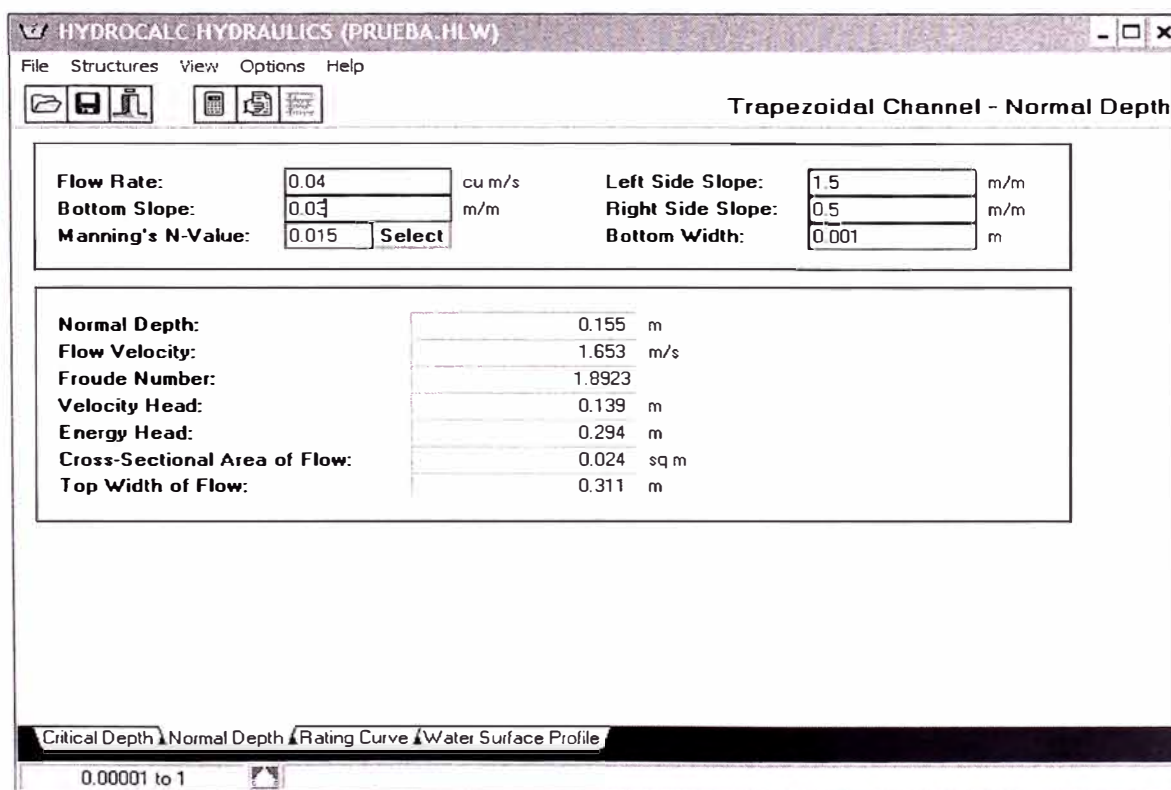 HYDROCALC HYDRAULICS (PRUEBA.HLW)
File Structures View Options Help
Trapezoidal Channel - Normal Depth
Flow Rate: 0.04 cu m/s Left Side Slope: 1.5 m/m
Bottom Slope: 0.03 m/m Right Side Slope: 0.5 m/m
Manning's N-Value: 0.015 Select Bottom Width: 0.001 m
Normal Depth: 0.155 m
Flow Velocity: 1.653 m/s
Froude Number: 1.8923
Velocity Head: 0.139 m
Energy Head: 0.294 m
Cross-Sectional Area of Flow: 0.024 sq m
Top Width of Flow: 0.311 m
Critical Depth Normal Depth Rating Curve Water Surface Profile
0.00001 to 1